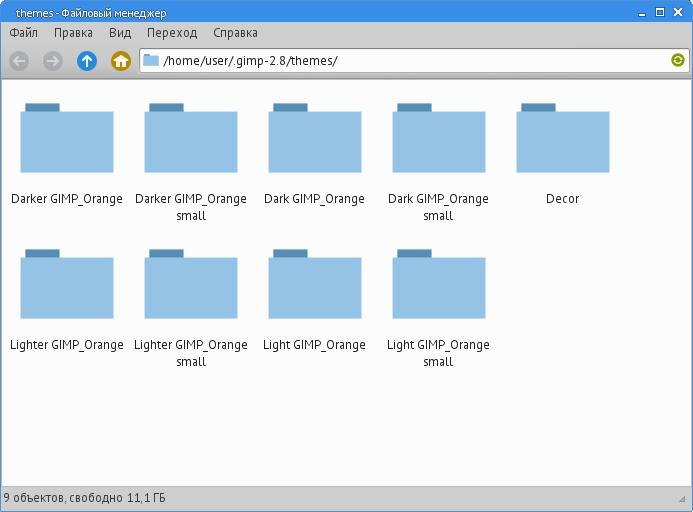 themes - Файловый менеджер
Файл Правка Вид Переход Справка
/home/user/.gimp-2.8/themes/
Darker GIMP_Orange
Darker GIMP_Orange
small
Dark GIMP_Orange
Dark GIMP_Orange
small
Decor
Lighter GIMP_Orange
Lighter GIMP_Orange
small
Light GIMP_Orange
Light GIMP_Orange
small
9 объектов, свободно 11,1 ГБ